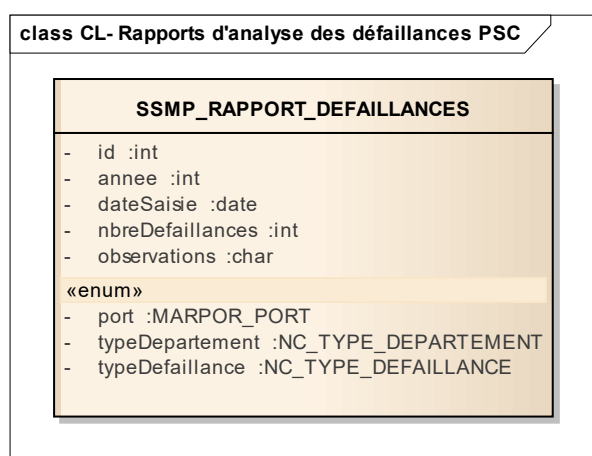 class CL- Rapports d'analyse des défaillances PSC
SSMP_RAPPORT_DEFAILLANCES
- id :int
- annee :int
- dateSaisie :date
- nbreDefaillances :int
- observations :char
«enum»
- port :MARPOR_PORT
- typeDepartement :NC_TYPE_DEPARTEMENT
- typeDefaillance :NC_TYPE_DEFAILLANCE